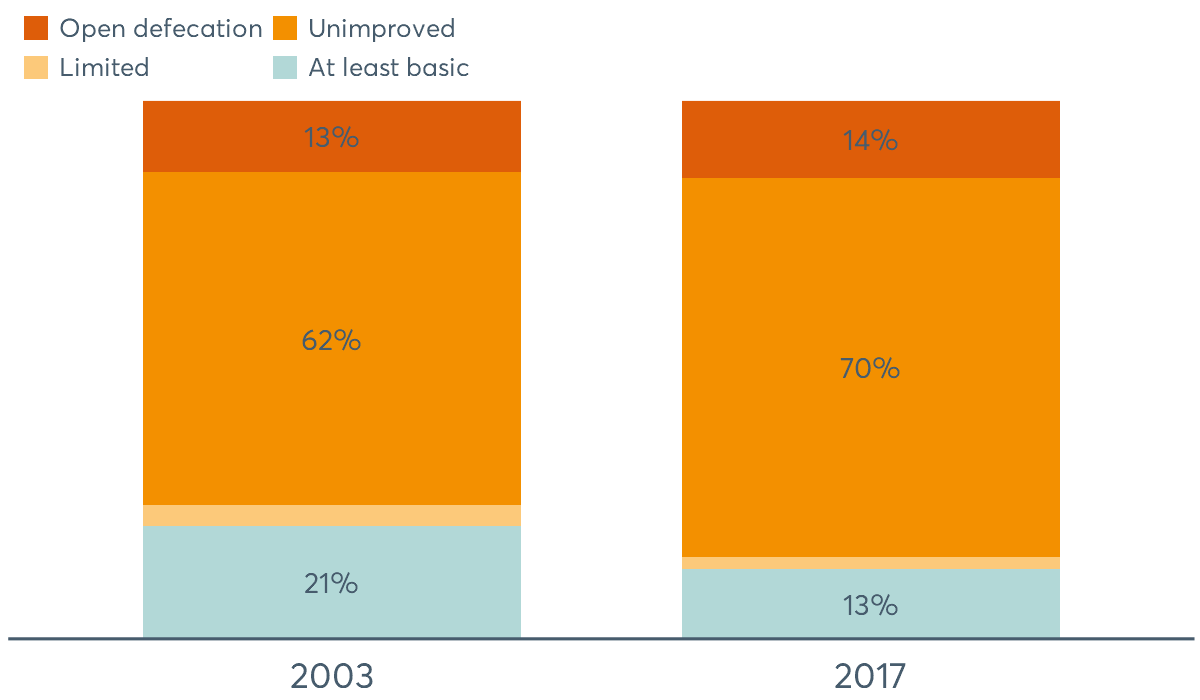 Open defecation Unimproved
Limited At least basic
13% 14%
62% 70%
21% 13%
2003 2017